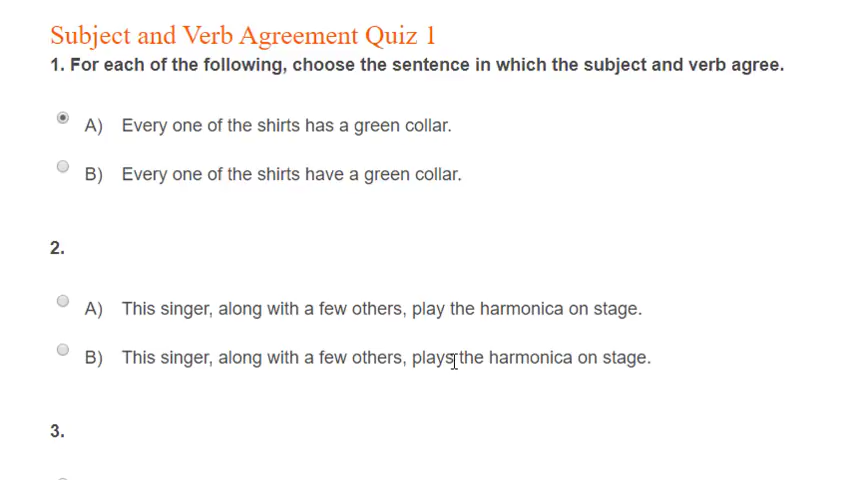 Subject and Verb Agreement Quiz 1
1. For each of the following, choose the sentence in which the subject and verb agree.
A) Every one of the shirts has a green collar.
B) Every one of the shirts have a green collar.
2.
A) This singer, along with a few others, play the harmonica on stage.
B) This singer, along with a few others, plays the harmonica on stage.
3.